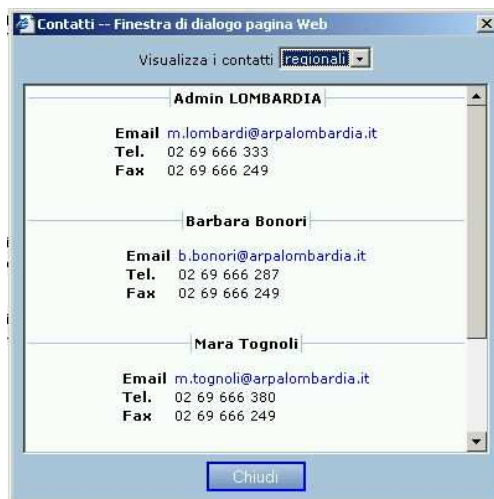 Contatti -- Finestra di dialogo pagina Web
Visualizza i contatti regionali
Admin LOMBARDIA
Email m.lombardi@arpalombardia.it
Tel. 02 69 666 333
Fax 02 69 666 249
Barbara Bonori
Email b.bonori@arpalombardia.it
Tel. 02 69 666 287
Fax 02 69 666 249
Mara Tognoli
Email m.tognoli@arpalombardia.it
Tel. 02 69 666 380
Fax 02 69 666 249
Chiudi